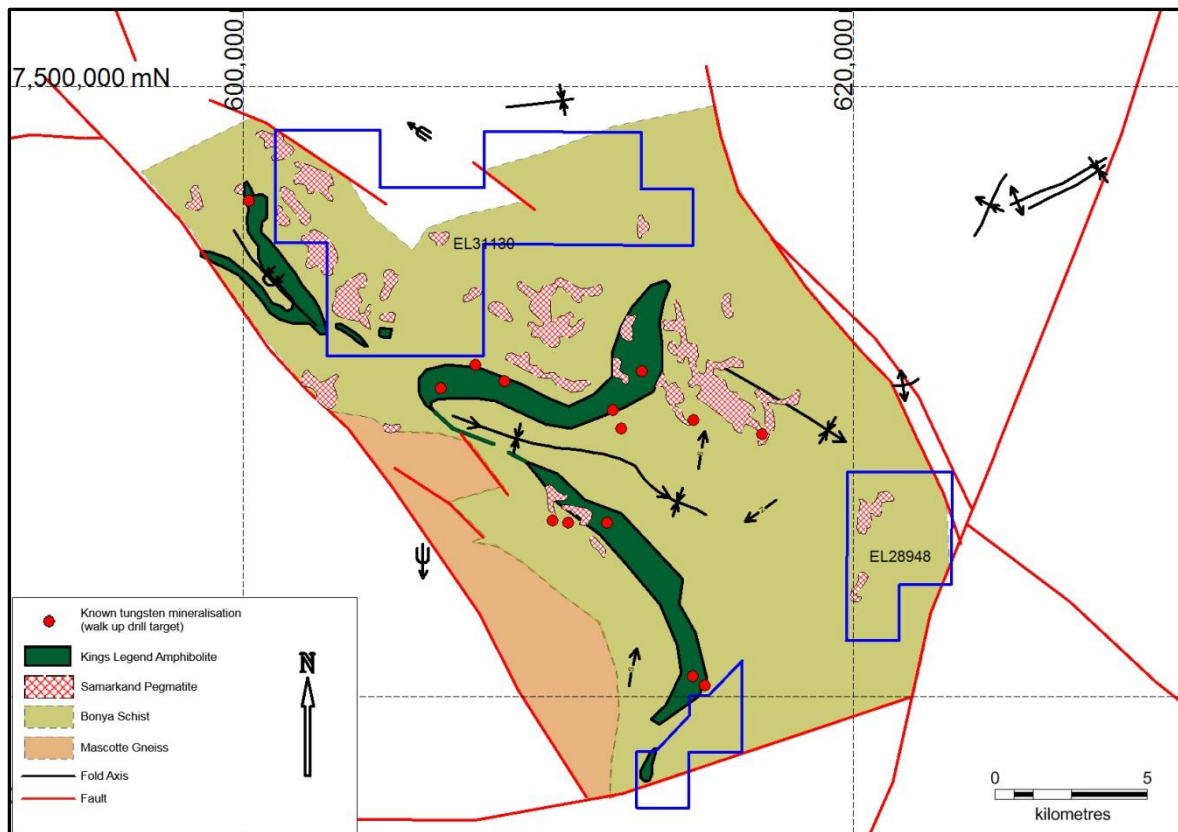 600,000
620,000
7,500,000 mN
EL31130
EL28948
Known tungsten mineralisation
(walk up drill target)
Kings Legend Amphibolite
Samarkand Pegmatite
Bonya Schist
Mascotte Gneiss
Fold Axis
Fault
N
0 5
kilometres